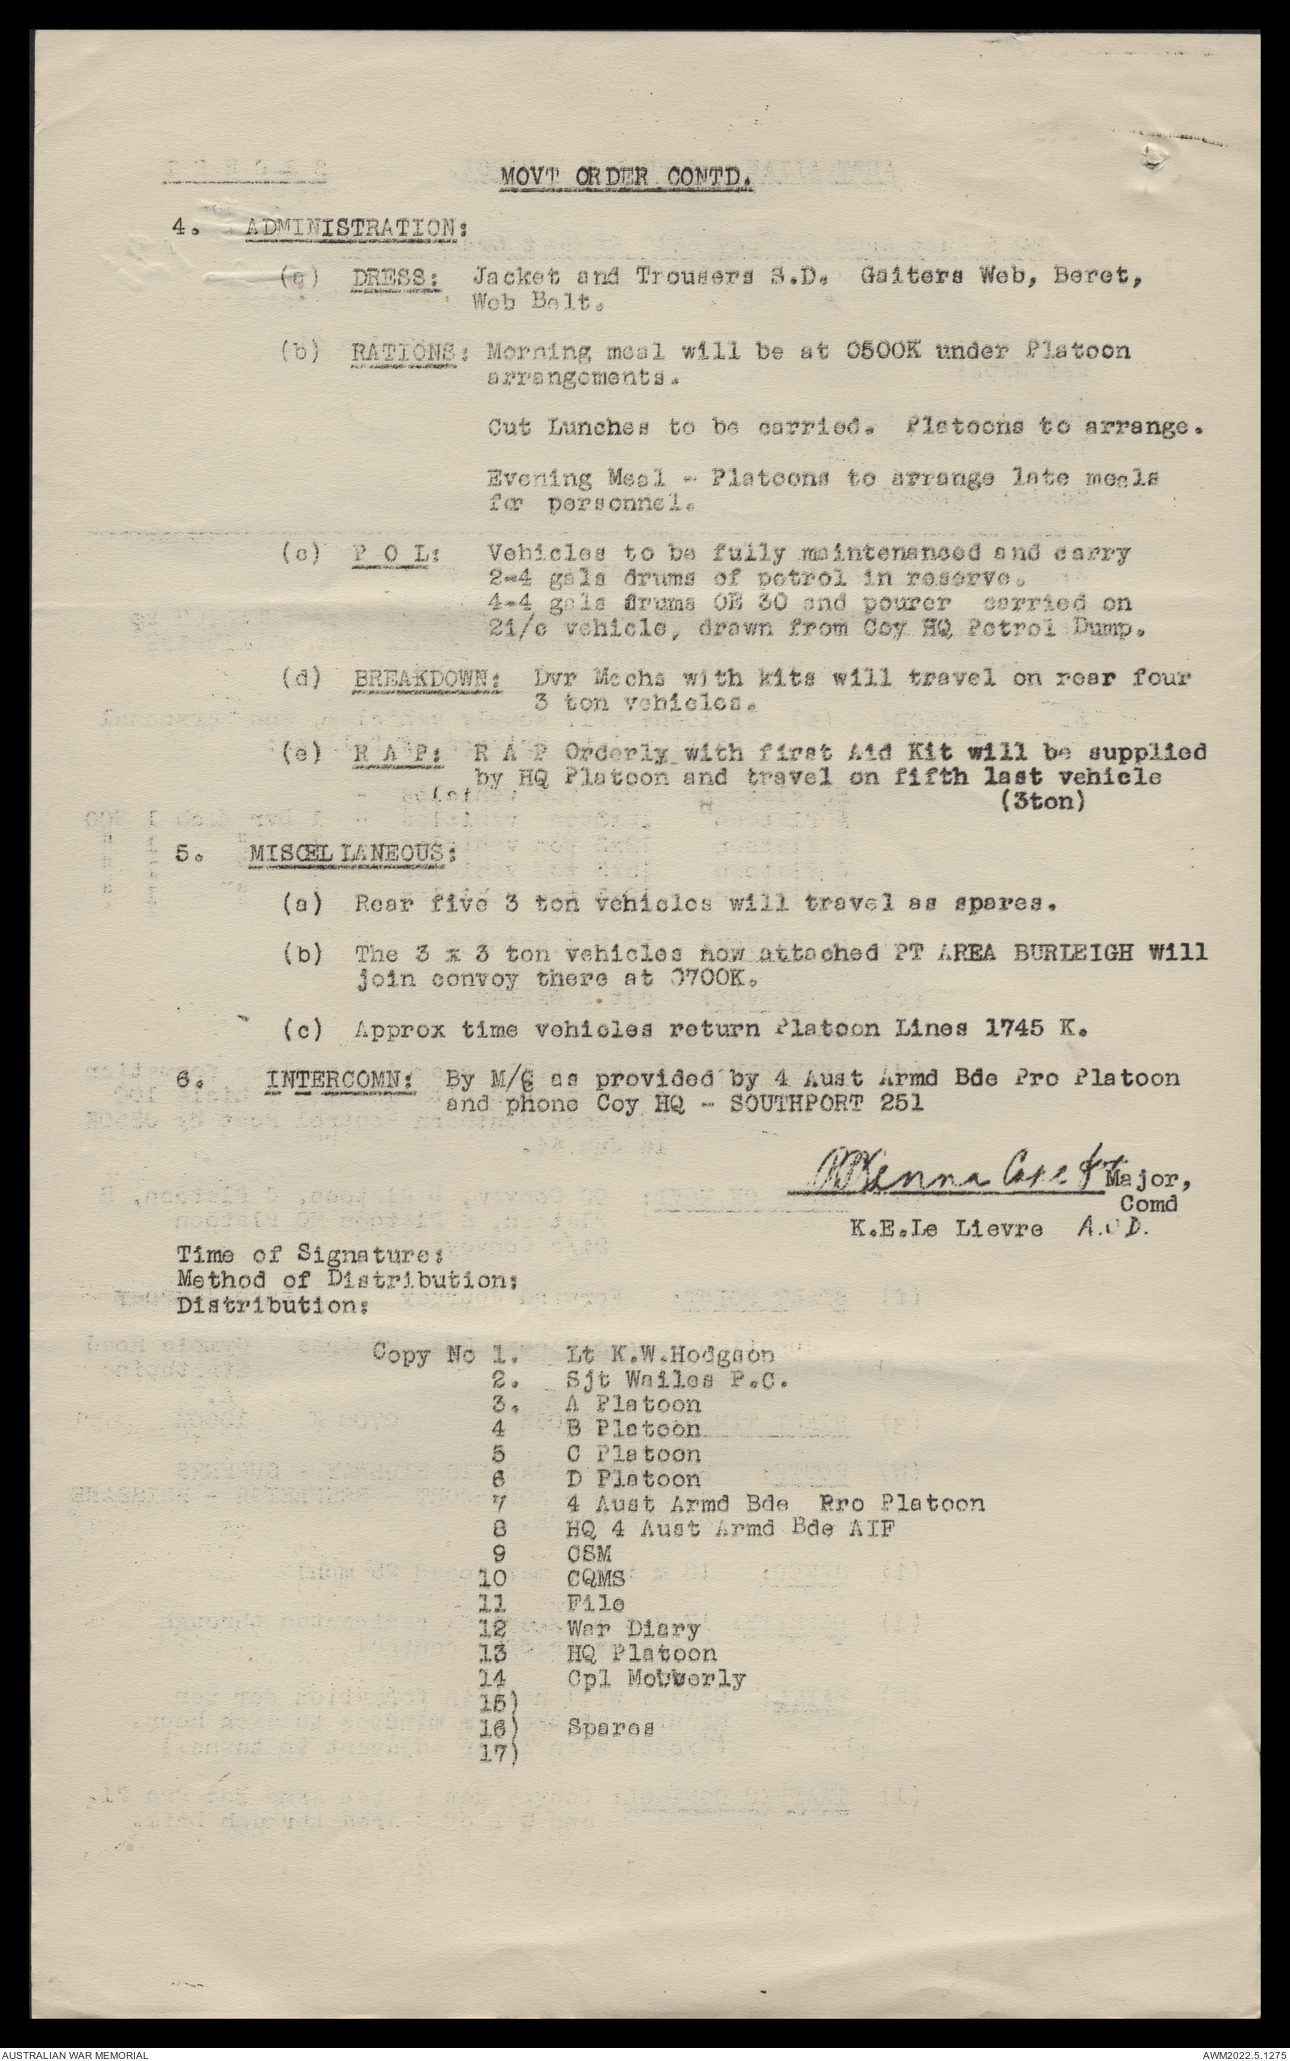 MOVT ORDER CONTD.
4. ADMINISTRATION:
(a) DRESS: Jacket and Trousers S.D. Gaiters Web, Beret,
Web Belt.
(b) RATIONS: Morning meal will be at 0500K under Platoon
arrangements.
Cut Lunches to be carried. Platoons to arrange.
Evening Meal - Platoons to arrange late meals
for personnel.
(c) P O L: Vehicles to be fully maintenanced and carry
2-4 gals drums of petrol in reserve.
4-4 gals drums OE 30 and pourer carried on
2i/c vehicle, drawn from Coy HQ Petrol Dump.
(d) BREAKDOWN: Dvr Mechs with kits will travel on rear four
3 ton vehicles.
(e) R A P: R A P Orderly with first Aid Kit will be supplied
by HQ Platoon and travel on fifth last vehicle
(3ton)
5. MISCELLANEOUS:
(a) Rear five 3 ton vehicles will travel as spares.
(b) The 3 x 3 ton vehicles now attached PT AREA BURLEIGH will
join convoy there at 0700K.
(c) Approx time vehicles return Platoon Lines 1745 K.
6. INTERCOMN: By M/C as provided by 4 Aust Armd Bde Pro Platoon
and phone Coy HQ - SOUTHPORT 251
Major,
Comd
K.E.Le Lievre
Time of Signature:
Method of Distribution:
Distribution:
Copy No 1. Lt K.W.Hodgson
2. Sjt Wailes P.C.
3. A Platoon
4 B Platoon
5 C Platoon
6 D Platoon
7 4 Aust Armd Bde Rro Platoon
8 HQ 4 Aust Armd Bde AIF
9 CSM
10 CQMS
11 File
12 War Diary
13 HQ Platoon
14 Cpl
15)
16) Spares
17)
AUSTRALIAN WAR MEMORIAL
AWM2022.5.1275